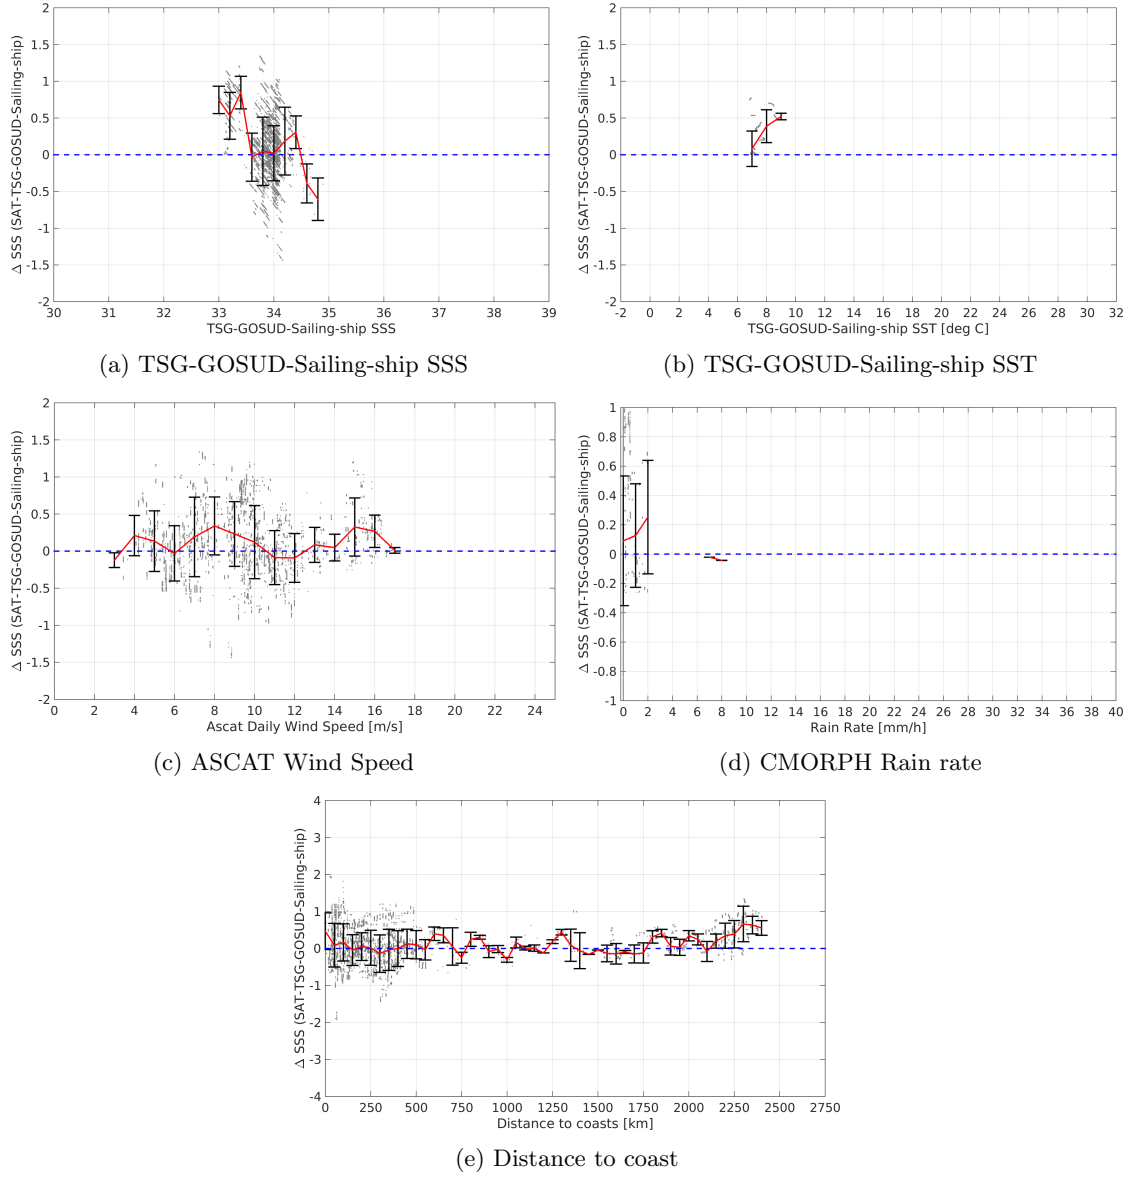 2
1.5
1
0.5
0
-0.5
-1
-1.5
-2
Δ SSS (SAT-TSG-GOSUD-Sailing-ship)
30 31 32 33 34 35 36 37 38 39
TSG-GOSUD-Sailing-ship SSS
(a) TSG-GOSUD-Sailing-ship SSS
2
1.5
1
0.5
0
-0.5
-1
-1.5
-2
Δ SSS (SAT-TSG-GOSUD-Sailing-ship)
-2 0 2 4 6 8 10 12 14 16 18 20 22 24 26 28 30 32
TSG-GOSUD-Sailing-ship SST [deg C]
(b) TSG-GOSUD-Sailing-ship SST
2
1.5
1
0.5
0
-0.5
-1
-1.5
-2
Δ SSS (SAT-TSG-GOSUD-Sailing-ship)
0 2 4 6 8 10 12 14 16 18 20 22 24
Ascat Daily Wind Speed [m/s]
(c) ASCAT Wind Speed
1
0.8
0.6
0.4
0.2
0
-0.2
-0.4
-0.6
-0.8
-1
Δ SSS (SAT-TSG-GOSUD-Sailing-ship)
0 2 4 6 8 10 12 14 16 18 20 22 24 26 28 30 32 34 36 38 40
Rain Rate [mm/h]
(d) CMORPH Rain rate
4
3
2
1
0
-1
-2
-3
-4
Δ SSS (SAT-TSG-GOSUD-Sailing-ship)
0 250 500 750 1000 1250 1500 1750 2000 2250 2500 2750
Distance to coasts [km]
(e) Distance to coast